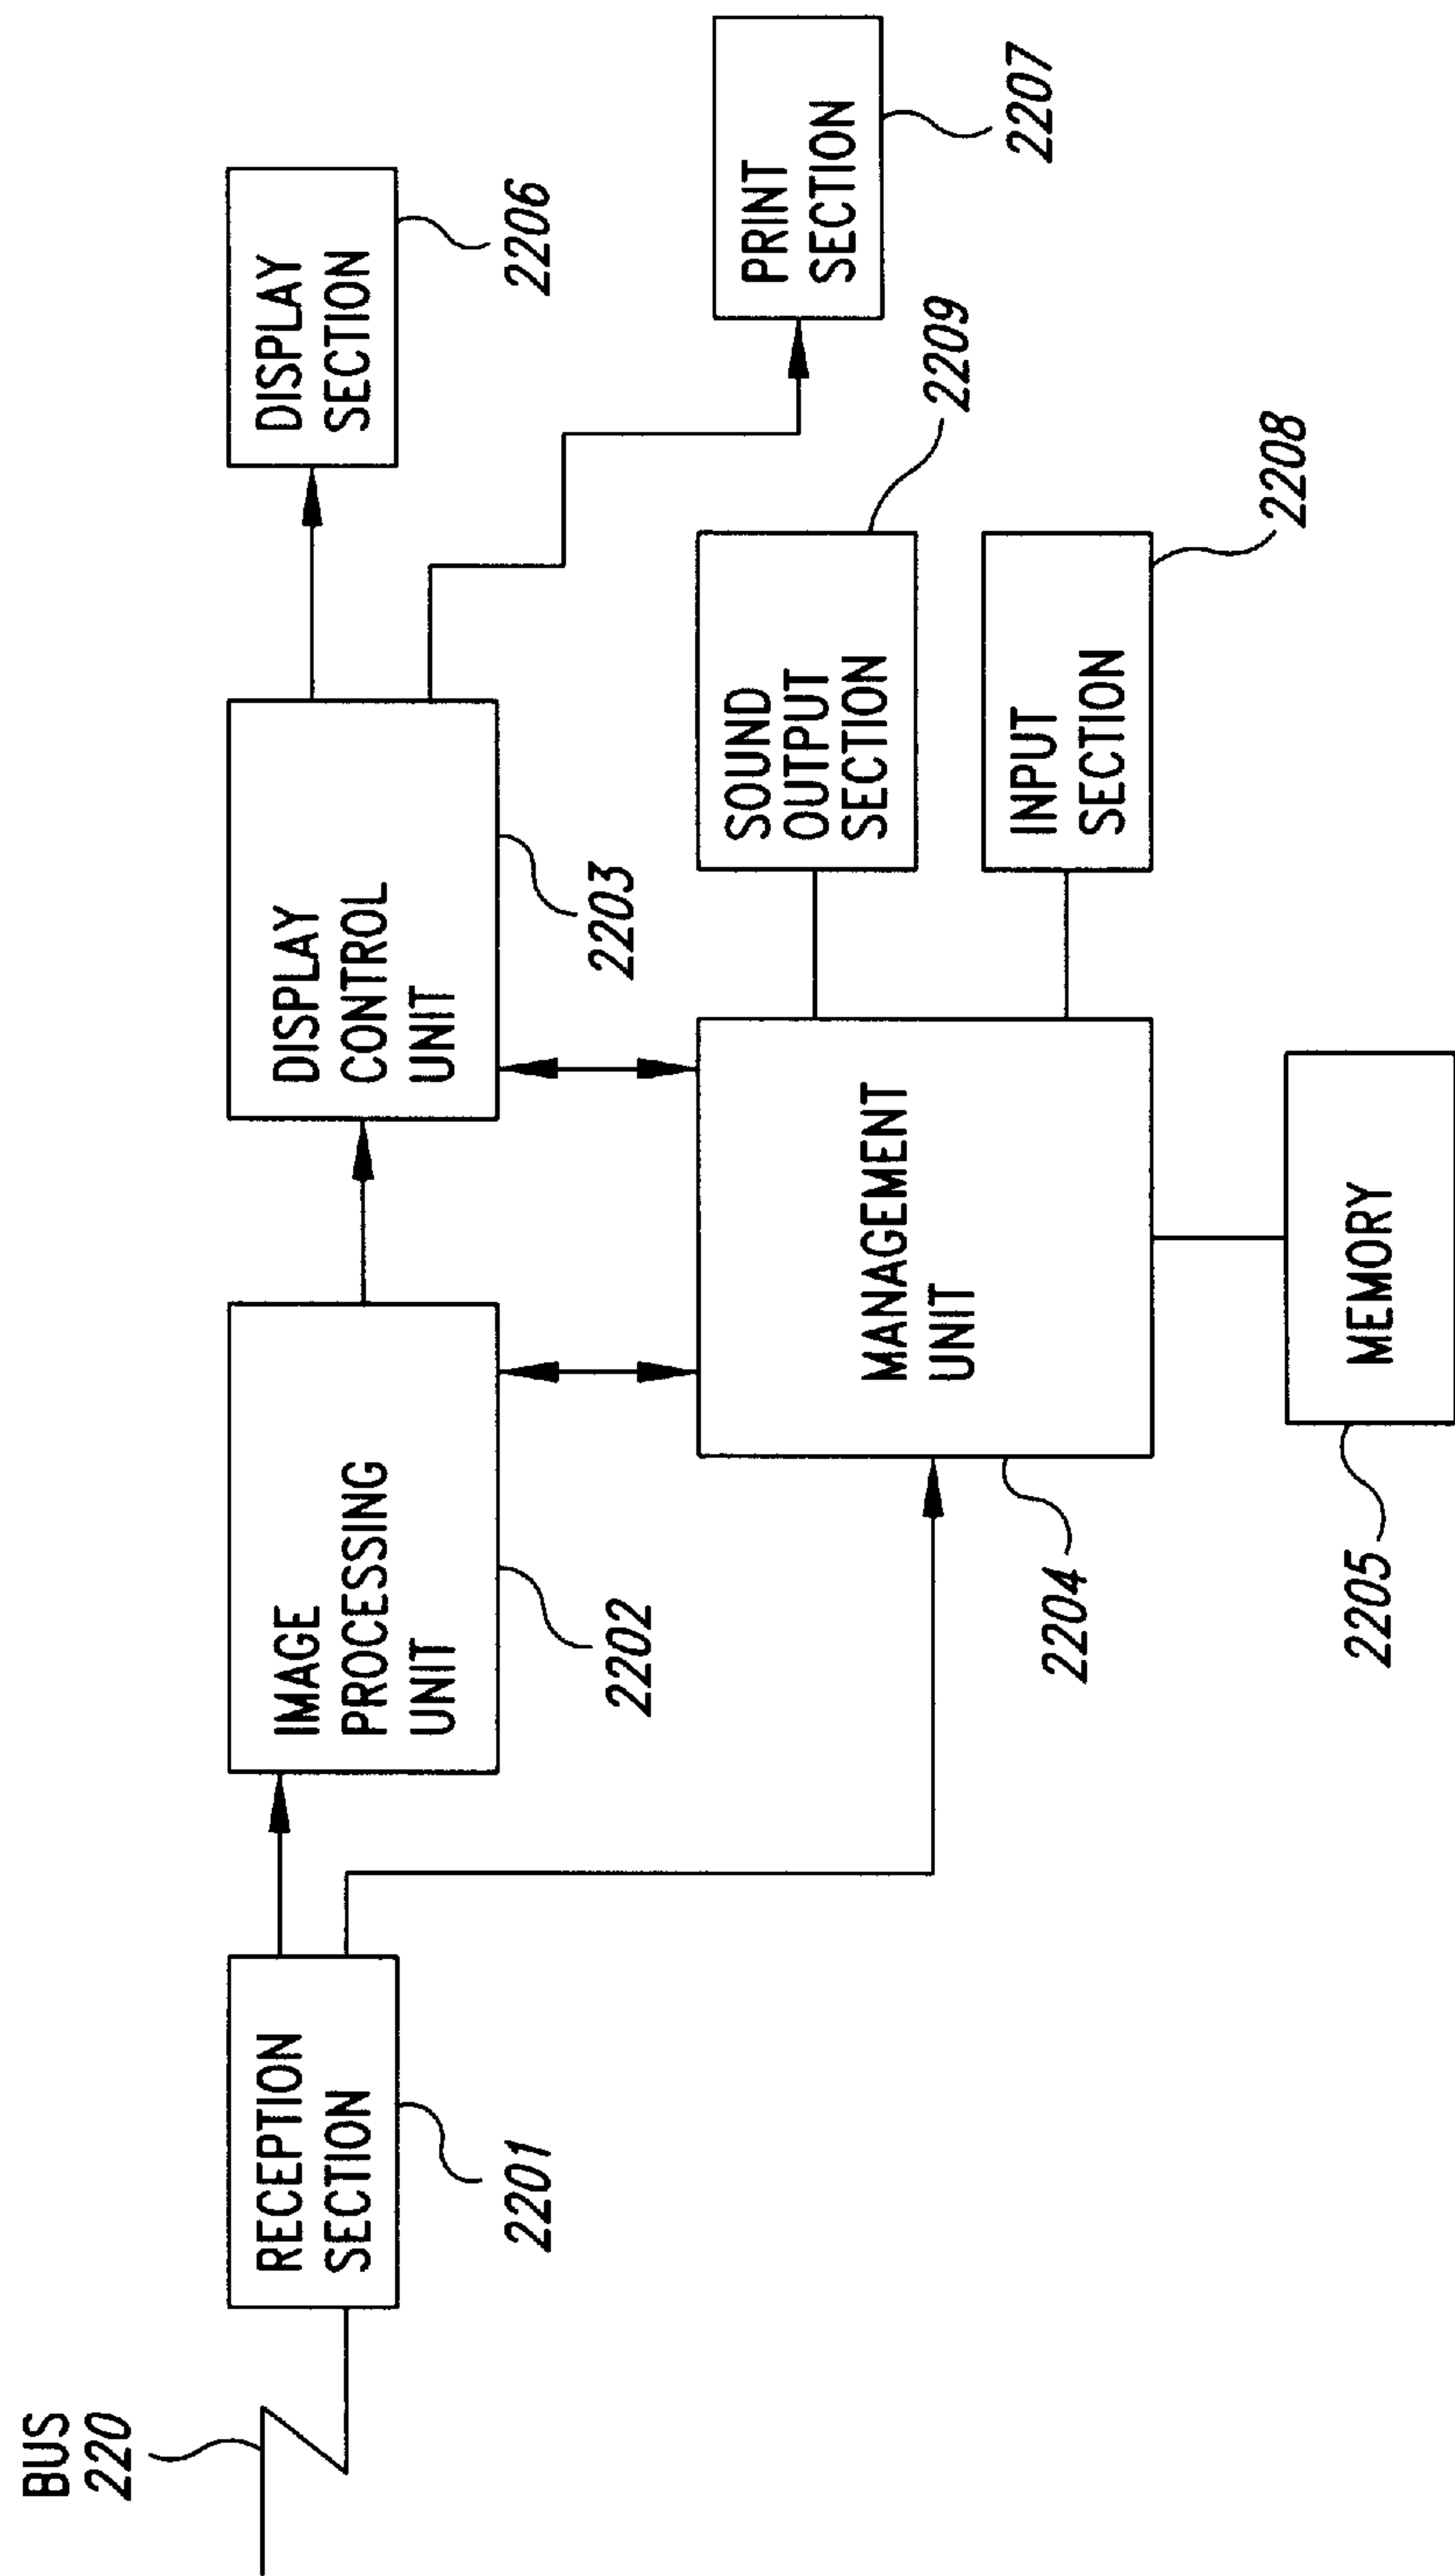 BUS
220
RECEPTION
SECTION
2201
IMAGE
PROCESSING
UNIT
2202
DISPLAY
CONTROL
UNIT
2203
DISPLAY
SECTION
2206
MANAGEMENT
UNIT
2204
SOUND
OUTPUT
SECTION
2209
PRINT
SECTION
2207
INPUT
SECTION
2208
MEMORY
2205